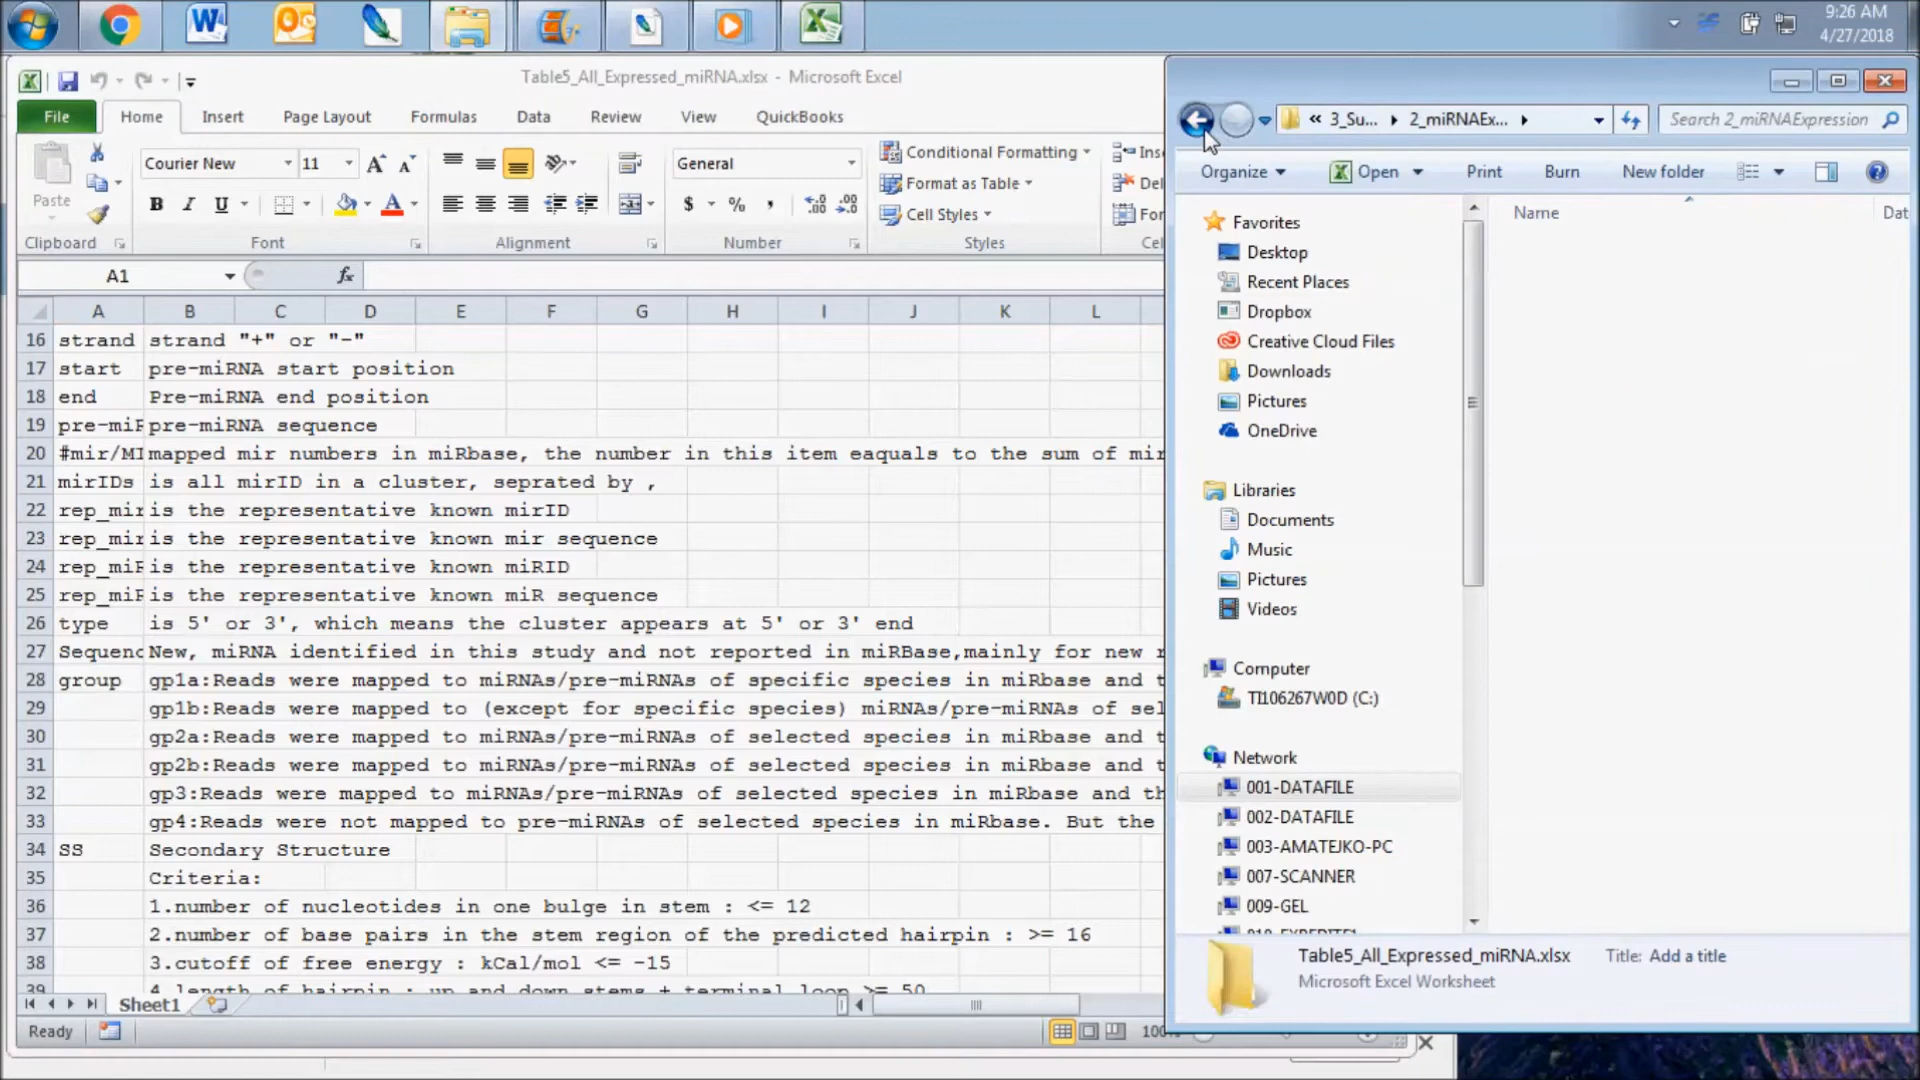 9:26 AM
4/27/2018
Table5_All_Expressed_miRNA.xlsx - Microsoft Excel
File Home Insert Page Layout Formulas Data Review View QuickBooks
Paste
Courier New 11
General
Conditional Formatting
Format as Table
Cell Styles
B I U
$ % ,
Clipboard Font Alignment Number Styles
A1 fx
A B C D E F G H I J K L
16 strand strand "+" or "-"
17 start pre-miRNA start position
18 end Pre-miRNA end position
19 pre-miR pre-miRNA sequence
20 #mir/MI mapped mir numbers in miRbase, the number in this item eaquals to the sum of mir
21 mirIDs is all mirID in a cluster, seprated by ,
22 rep_mir is the representative known mirID
23 rep_mir is the representative known mir sequence
24 rep_miR is the representative known miRID
25 rep_miR is the representative known miR sequence
26 type is 5' or 3', which means the cluster appears at 5' or 3' end
27 Sequenc New, miRNA identified in this study and not reported in miRBase,mainly for new
28 group gp1a:Reads were mapped to miRNAs/pre-miRNAs of specific species in miRbase and t
29 gp1b:Reads were mapped to (except for specific species) miRNAs/pre-miRNAs of sel
30 gp2a:Reads were mapped to miRNAs/pre-miRNAs of selected species in miRbase and t
31 gp2b:Reads were mapped to miRNAs/pre-miRNAs of selected species in miRbase and t
32 gp3:Reads were mapped to miRNAs/pre-miRNAs of selected species in miRbase and th
33 gp4:Reads were not mapped to pre-miRNAs of selected species in miRbase. But the
34 SS Secondary Structure
35 Criteria:
36 1.number of nucleotides in one bulge in stem : <= 12
37 2.number of base pairs in the stem region of the predicted hairpin : >= 16
38 3.cutoff of free energy : kCal/mol <= -15
39 4.length of hairpin : up and down stems + terminal loop >= 50
Sheet1
Ready
« 3_Su... 2_miRNAEx...
Search 2_miRNAExpression
Organize Open Print Burn New folder
Name Dat
Favorites
Desktop
Recent Places
Dropbox
Creative Cloud Files
Downloads
Pictures
OneDrive
Libraries
Documents
Music
Pictures
Videos
Computer
TI106267W0D (C:)
Network
001-DATAFILE
002-DATAFILE
003-AMATEJKO-PC
007-SCANNER
009-GEL
Table5_All_Expressed_miRNA.xlsx Title: Add a title
Microsoft Excel Worksheet